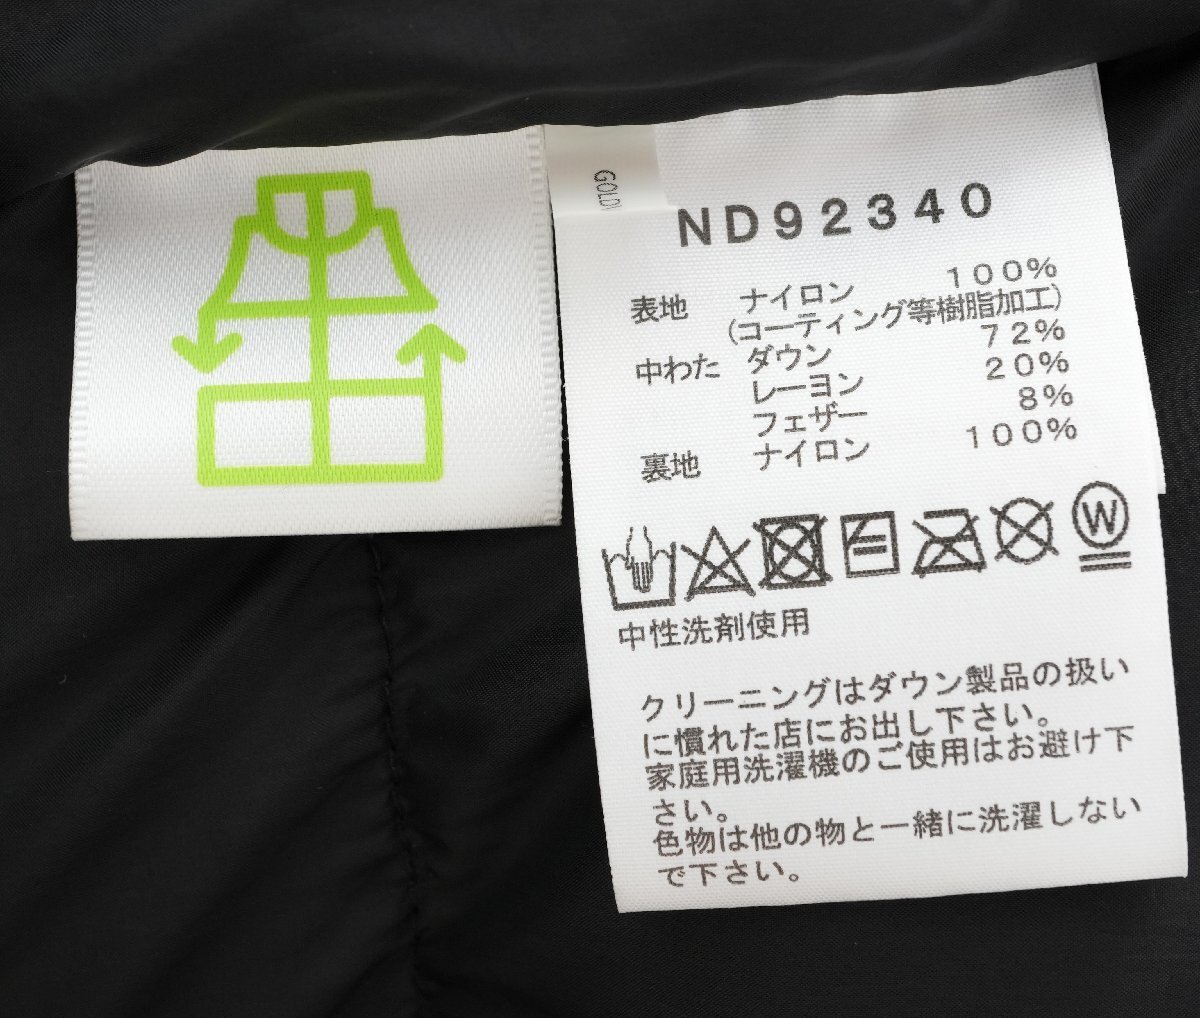 GOLD
ND92340
表地 ナイロン 100%
(コーティング等樹脂加工)
中わた ダウン 72%
レーヨン 20%
フェザー 8%
裏地 ナイロン 100%
W
中性洗剤使用
クリーニングはダウン製品の扱い
に慣れた店にお出し下さい。
家庭用洗濯機のご使用はお避け下
さい。
色物は他の物と一緒に洗濯しない
で下さい。